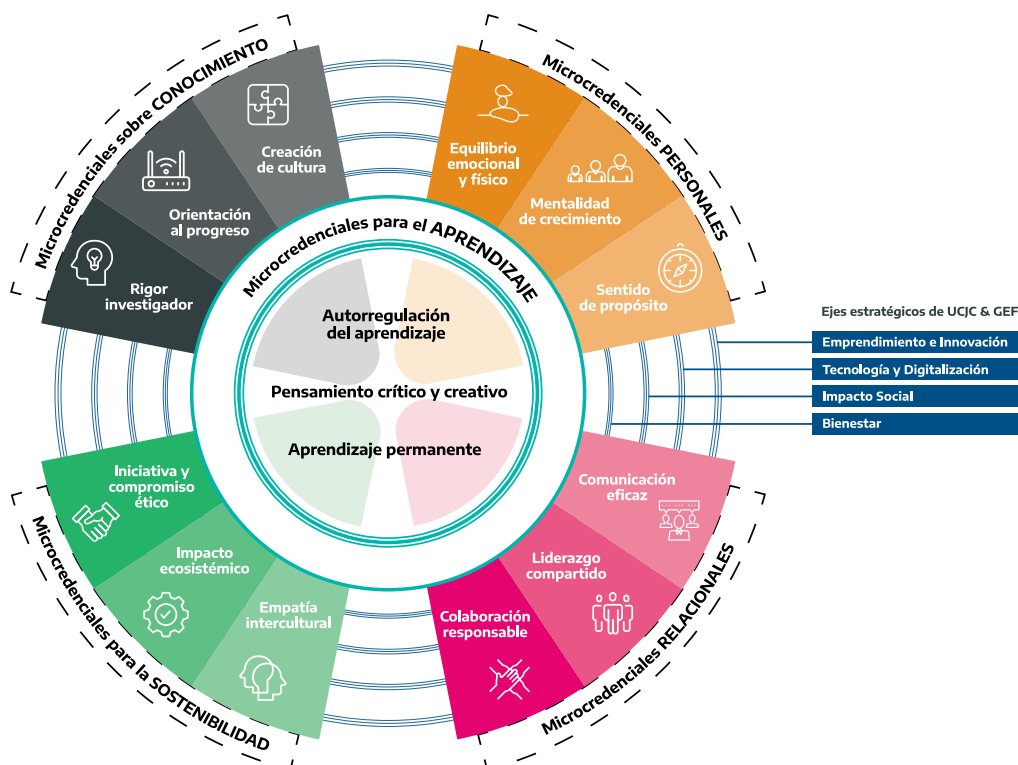 Microcredenciales sobre CONOCIMIENTO
Creación
de cultura
Orientación
al progreso
Rigor
investigador
Microcredenciales PERSONALES
Equilibrio
emocional
y físico
Mentalidad
de crecimiento
Sentido
de propósito
Microcredenciales para el APRENDIZAJE
Autorregulación
del aprendizaje
Pensamiento crítico y creativo
Aprendizaje permanente
Ejes estratégicos de UCJC & GEF
Emprendimiento e Innovación
Tecnología y Digitalización
Impacto Social
Bienestar
Iniciativa y
compromiso
ético
Impacto
ecosistémico
Empatía
intercultural
Microcredenciales para la SOSTENIBILIDAD
Comunicación
eficaz
Liderazgo
compartido
Colaboración
responsable
Microcredenciales RELACIONALES